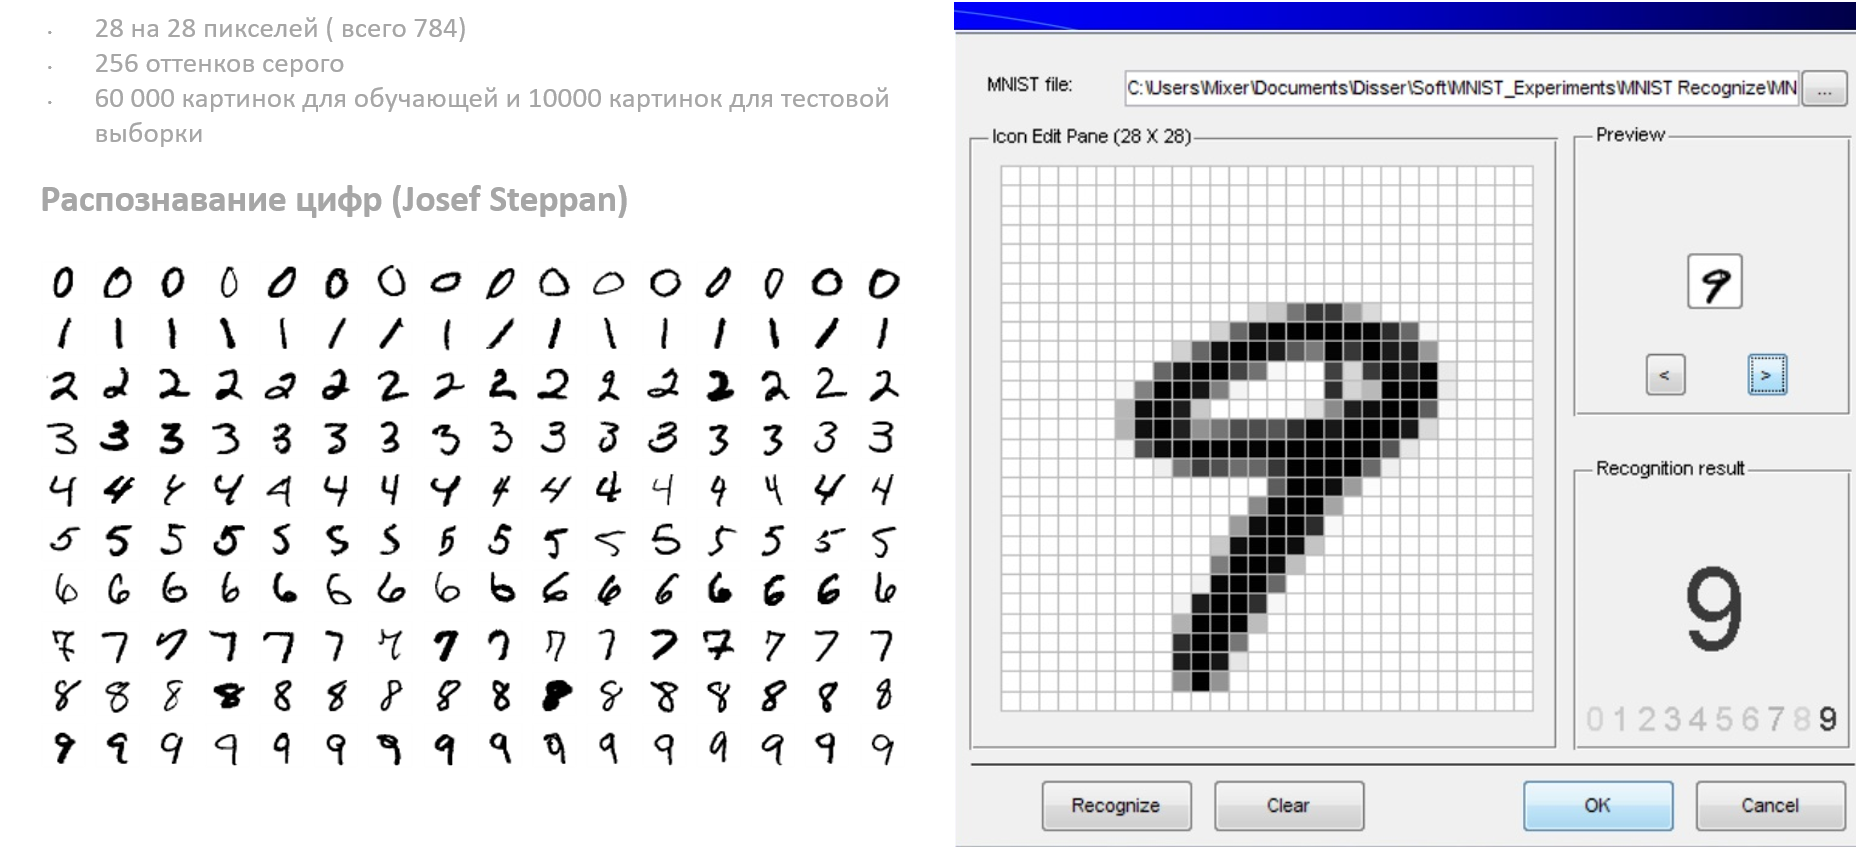 28 на 28 пикселей ( всего 784)
256 оттенков серого
60 000 картинок для обучающей и 10000 картинок для тестовой
выборки
Распознавание цифр (Josef Steppan)
0 0 0 0 0 0 0 0 0 0 0 0 0 0 0 0
1 1 1 1 1 1 1 1 1 1 1 1 1 1 1 1
2 2 2 2 2 2 2 2 2 2 2 2 2 2 2 2
3 3 3 3 3 3 3 3 3 3 3 3 3 3 3 3
4 4 4 4 4 4 4 4 4 4 4 4 4 4 4 4
5 5 5 5 5 5 5 5 5 5 5 5 5 5 5 5
6 6 6 6 6 6 6 6 6 6 6 6 6 6 6 6
7 7 7 7 7 7 7 7 7 7 7 7 7 7 7 7
8 8 8 8 8 8 8 8 8 8 8 8 8 8 8 8
9 9 9 9 9 9 9 9 9 9 9 9 9 9 9 9
MNIST file:
C:\Users\Mixer\Documents\Disser\Soft\MNIST_Experiments\MNIST Recognize\MN
...
Icon Edit Pane (28 X 28)
9
Preview
9
< >
Recognition result
9
0 1 2 3 4 5 6 7 8 9
Recognize Clear OK Cancel